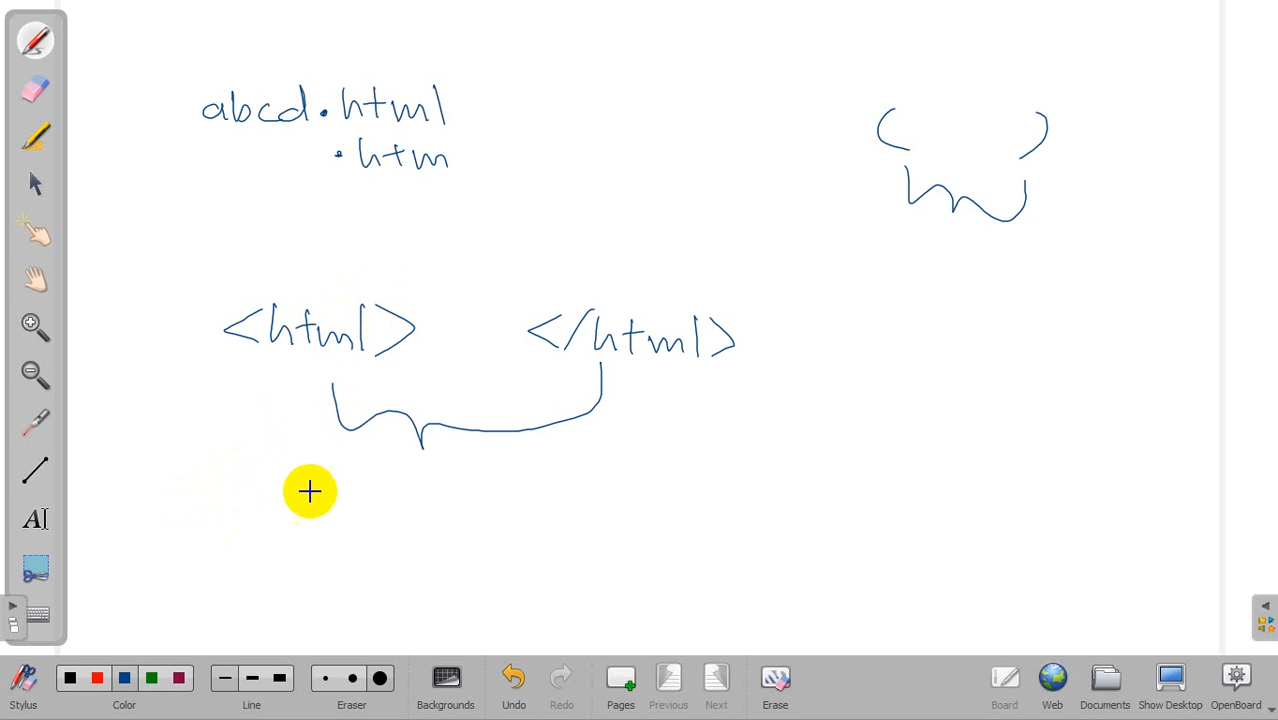 abcd.html
.htm
<html> </html>
Stylus
Color
Line
Eraser
Backgrounds
Undo
Redo
Pages
Previous
Next
Erase
Board
Web
Documents
Show Desktop
OpenBoard